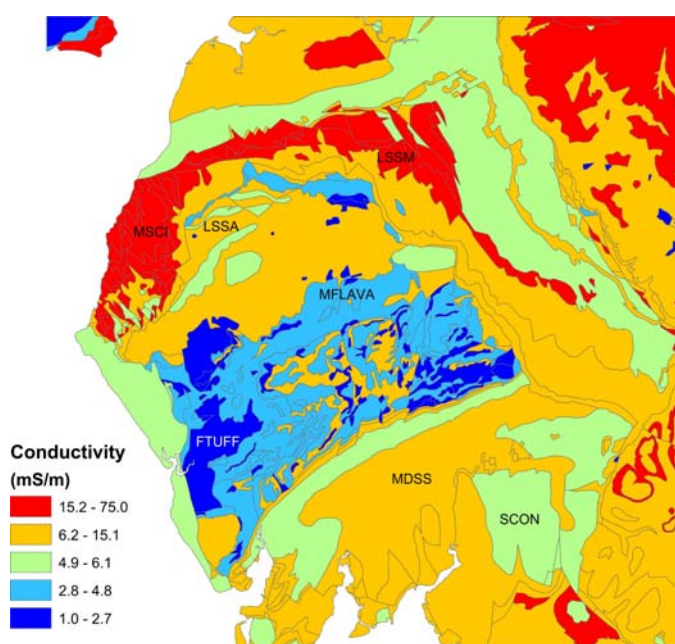 LSSM
MSCI
LSSA
MFLAVA
FTUFF
MDSS
SCON
Conductivity
(mS/m)
15.2 - 75.0
6.2 - 15.1
4.9 - 6.1
2.8 - 4.8
1.0 - 2.7